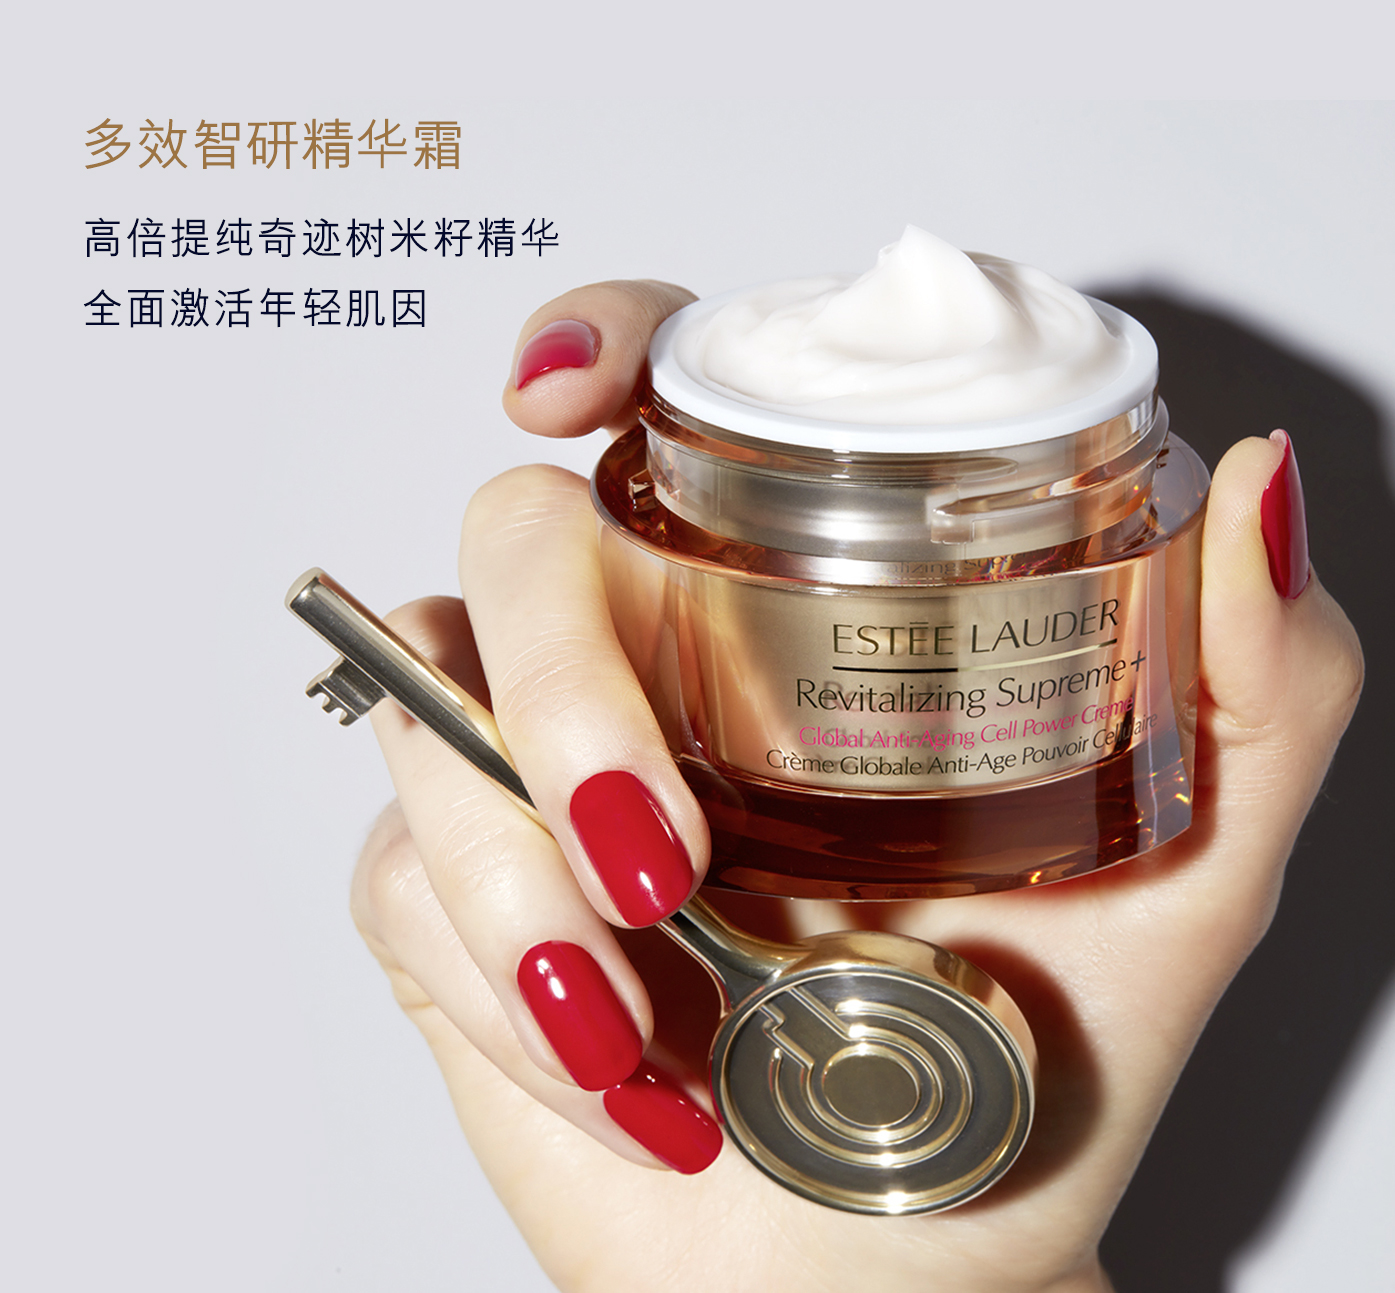 多效智研精华霜
高倍提纯奇迹树米籽精华
全面激活年轻肌因
ESTĒE LAUDER
Revitalizing Supreme+
Global Anti-Aging Cell Power Creme
Crème Globale Anti-Age Pouvoir Cellulaire